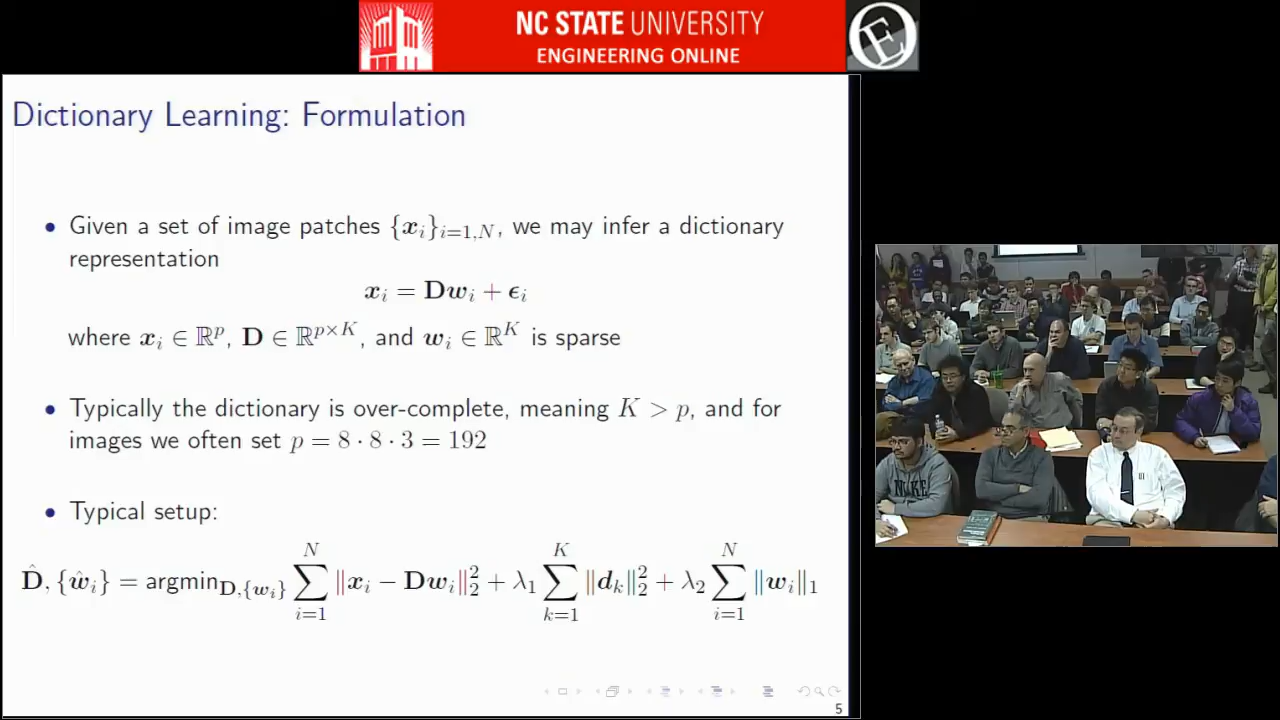 NC STATE UNIVERSITY
ENGINEERING ONLINE
Dictionary Learning: Formulation
• Given a set of image patches {x_i}_{i=1,N}, we may infer a dictionary
representation
x_i = Dw_i + ϵ_i
where x_i ∈ ℝ^p, D ∈ ℝ^{p×K}, and w_i ∈ ℝ^K is sparse
• Typically the dictionary is over-complete, meaning K > p, and for
images we often set p = 8 · 8 · 3 = 192
• Typical setup:
D̂, {ŵ_i} = argmin_{D,{w_i}} ∑_{i=1}^{N} ‖x_i − Dw_i‖_2^2 + λ_1 ∑_{k=1}^{K} ‖d_k‖_2^2 + λ_2 ∑_{i=1}^{N} ‖w_i‖_1
5